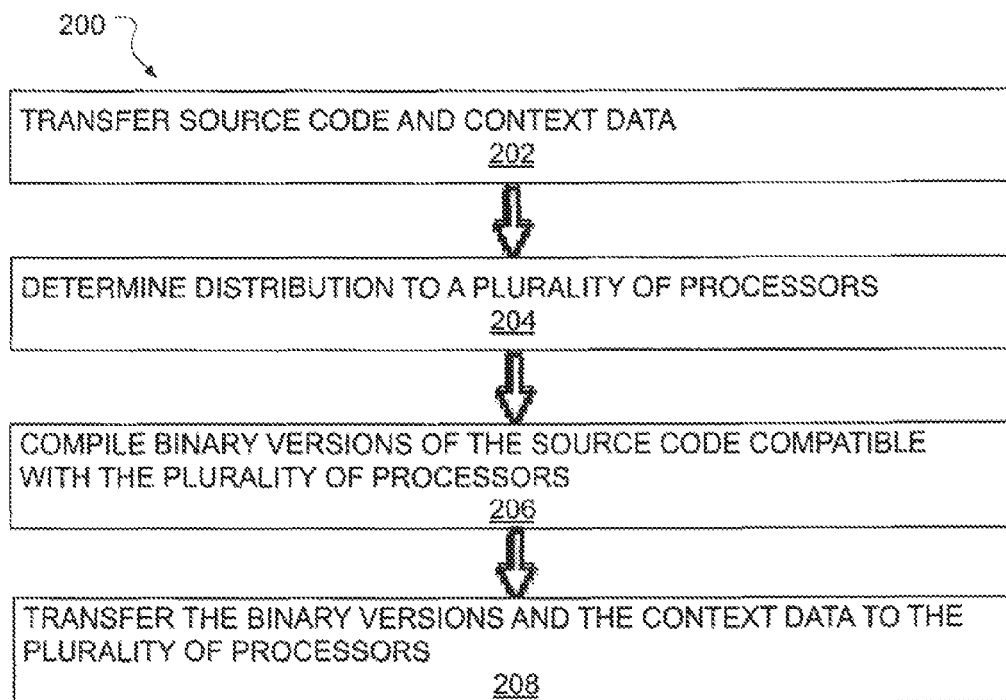 200
TRANSFER SOURCE CODE AND CONTEXT DATA
202
DETERMINE DISTRIBUTION TO A PLURALITY OF PROCESSORS
204
COMPILE BINARY VERSIONS OF THE SOURCE CODE COMPATIBLE
WITH THE PLURALITY OF PROCESSORS
206
TRANSFER THE BINARY VERSIONS AND THE CONTEXT DATA TO THE
PLURALITY OF PROCESSORS
208